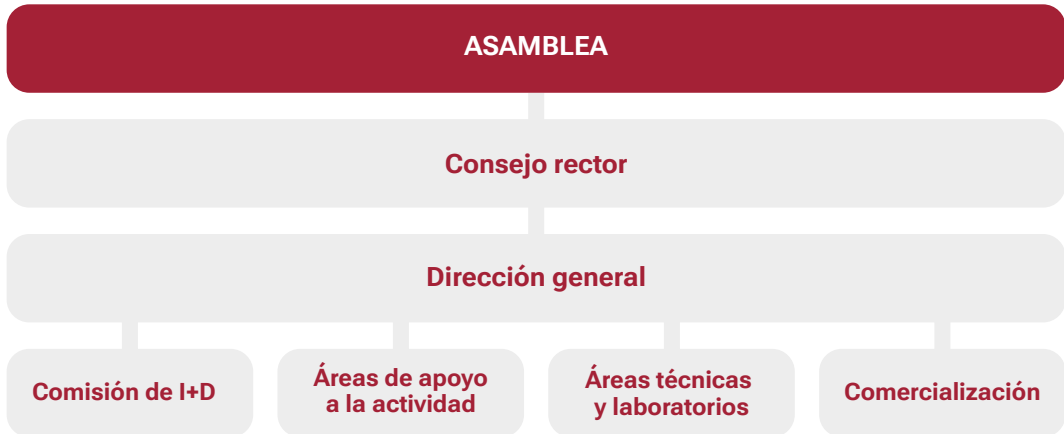 ASAMBLEA
Consejo rector
Dirección general
Comisión de I+D
Áreas de apoyo
a la actividad
Áreas técnicas
y laboratorios
Comercialización